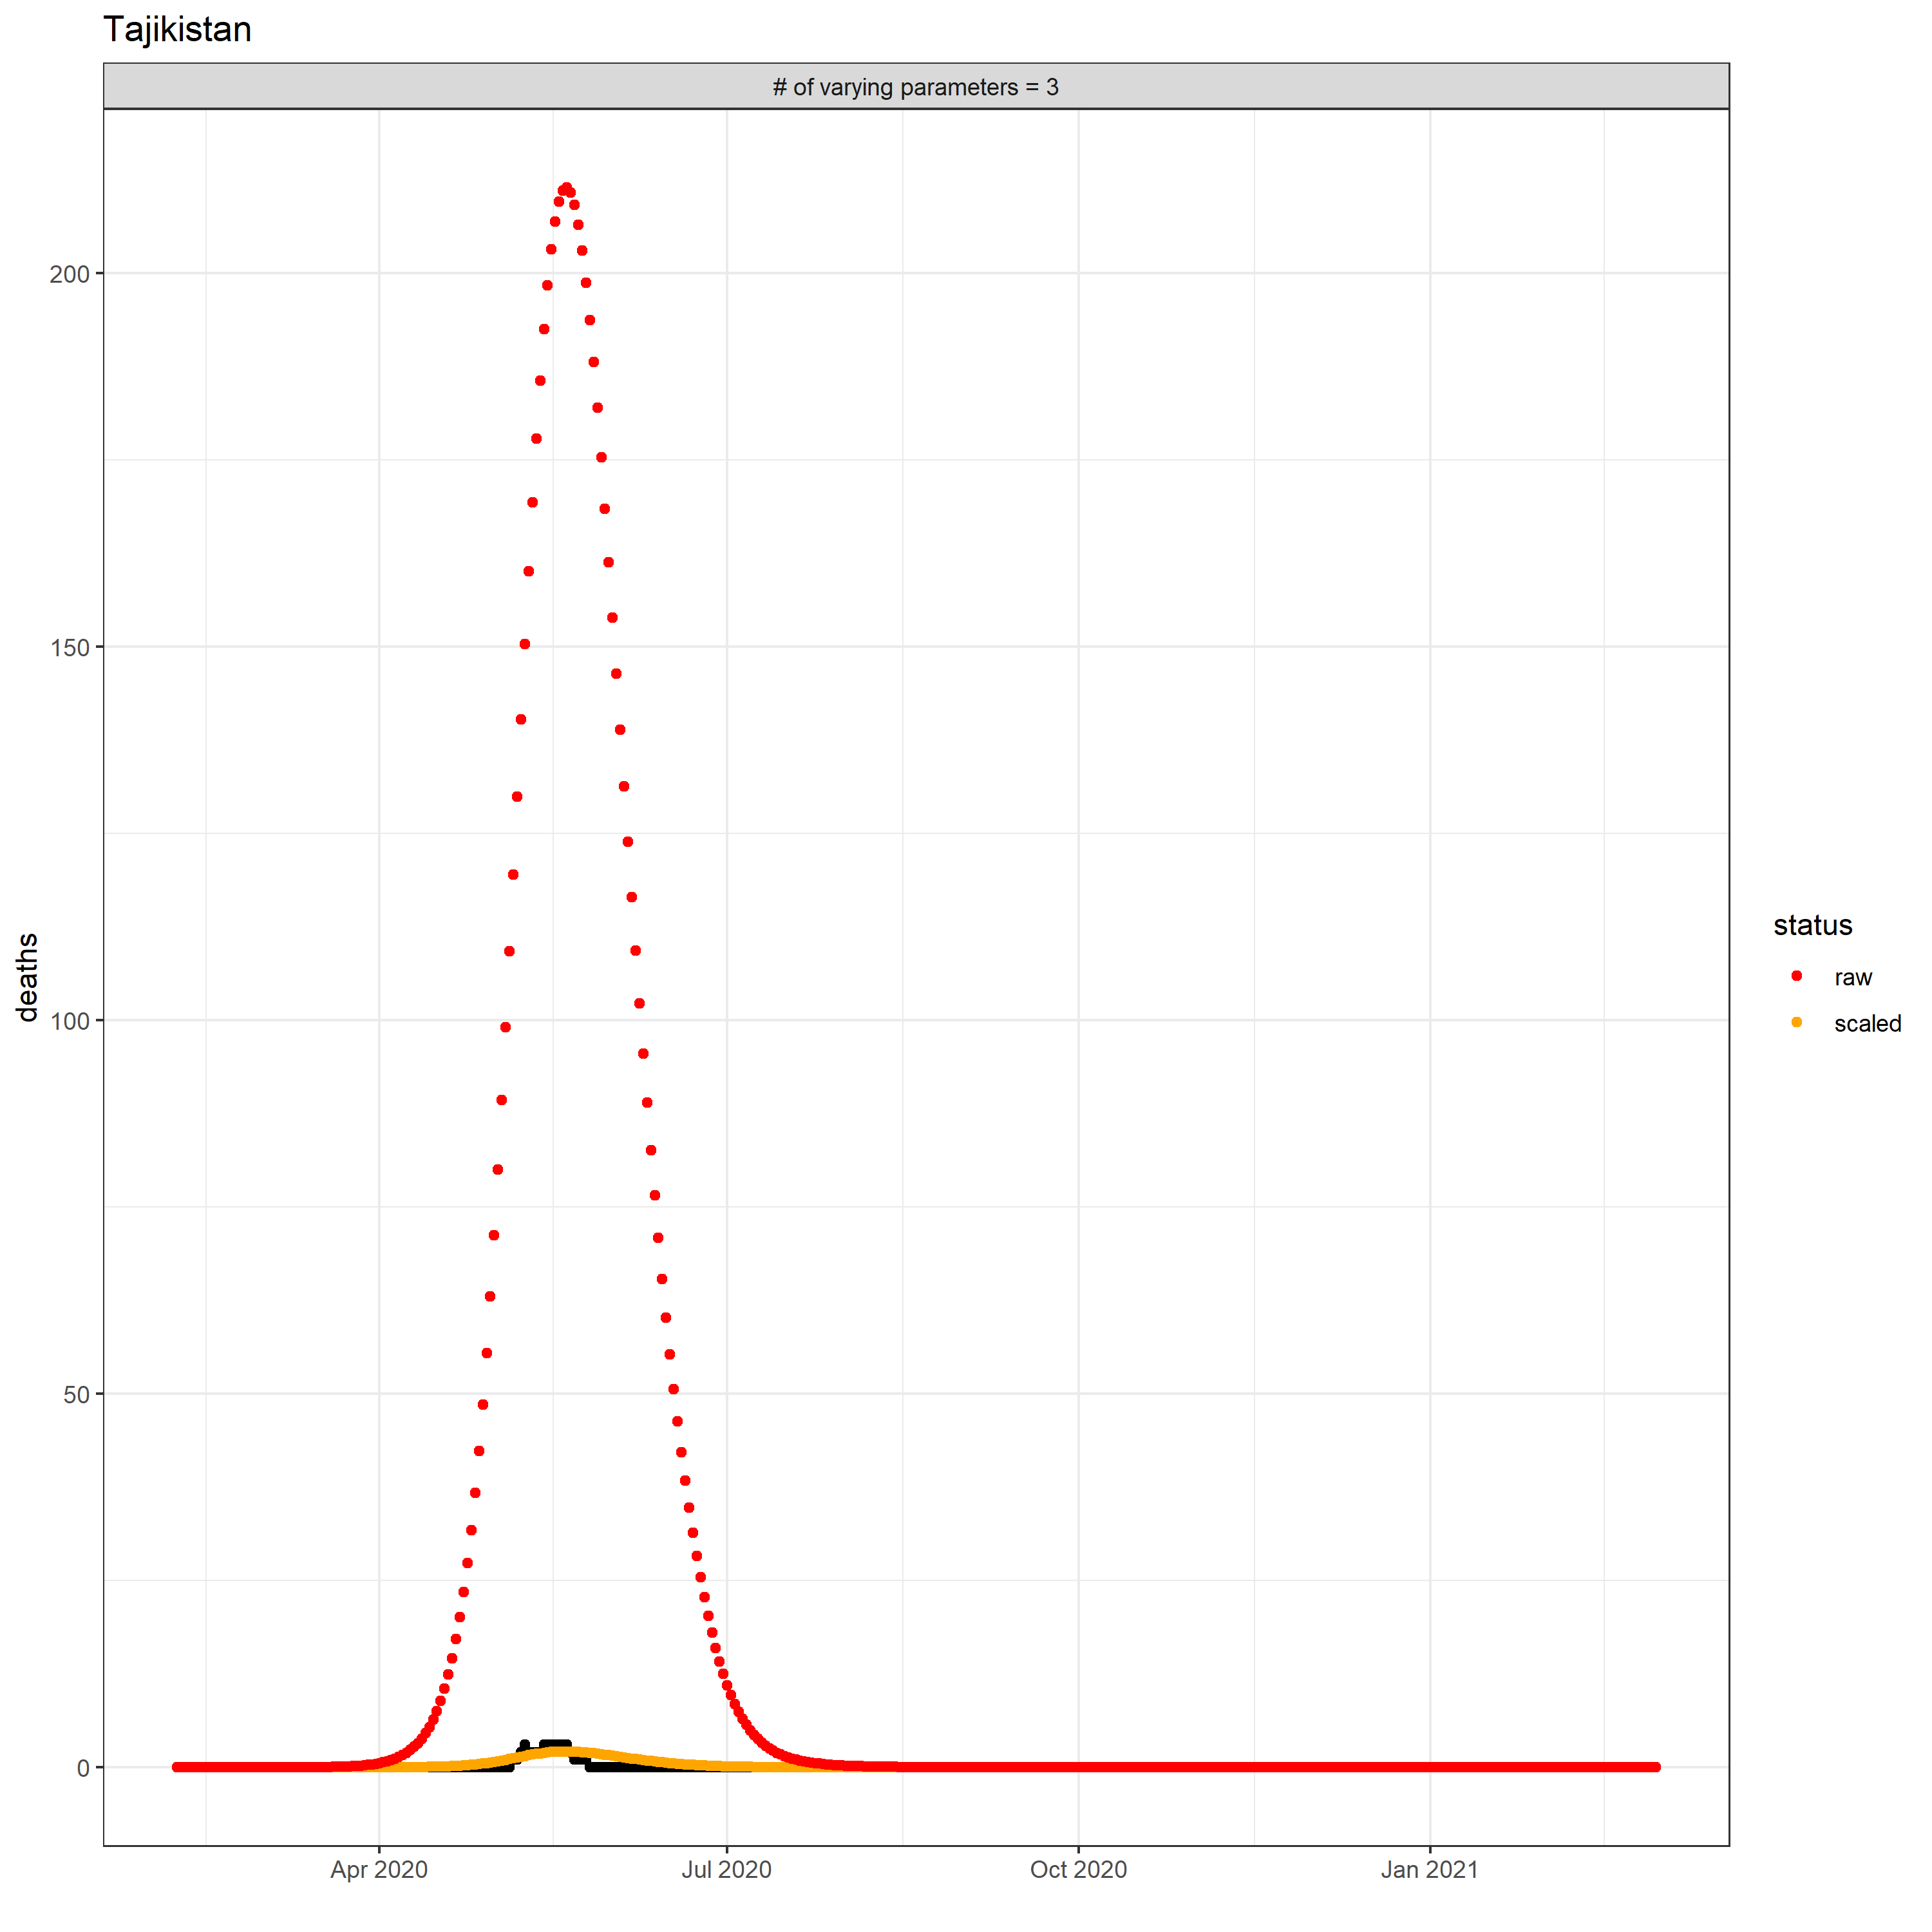 Tajikistan
# of varying parameters = 3
deaths
200
150
100
50
0
Apr 2020
Jul 2020
Oct 2020
Jan 2021
status
raw
scaled